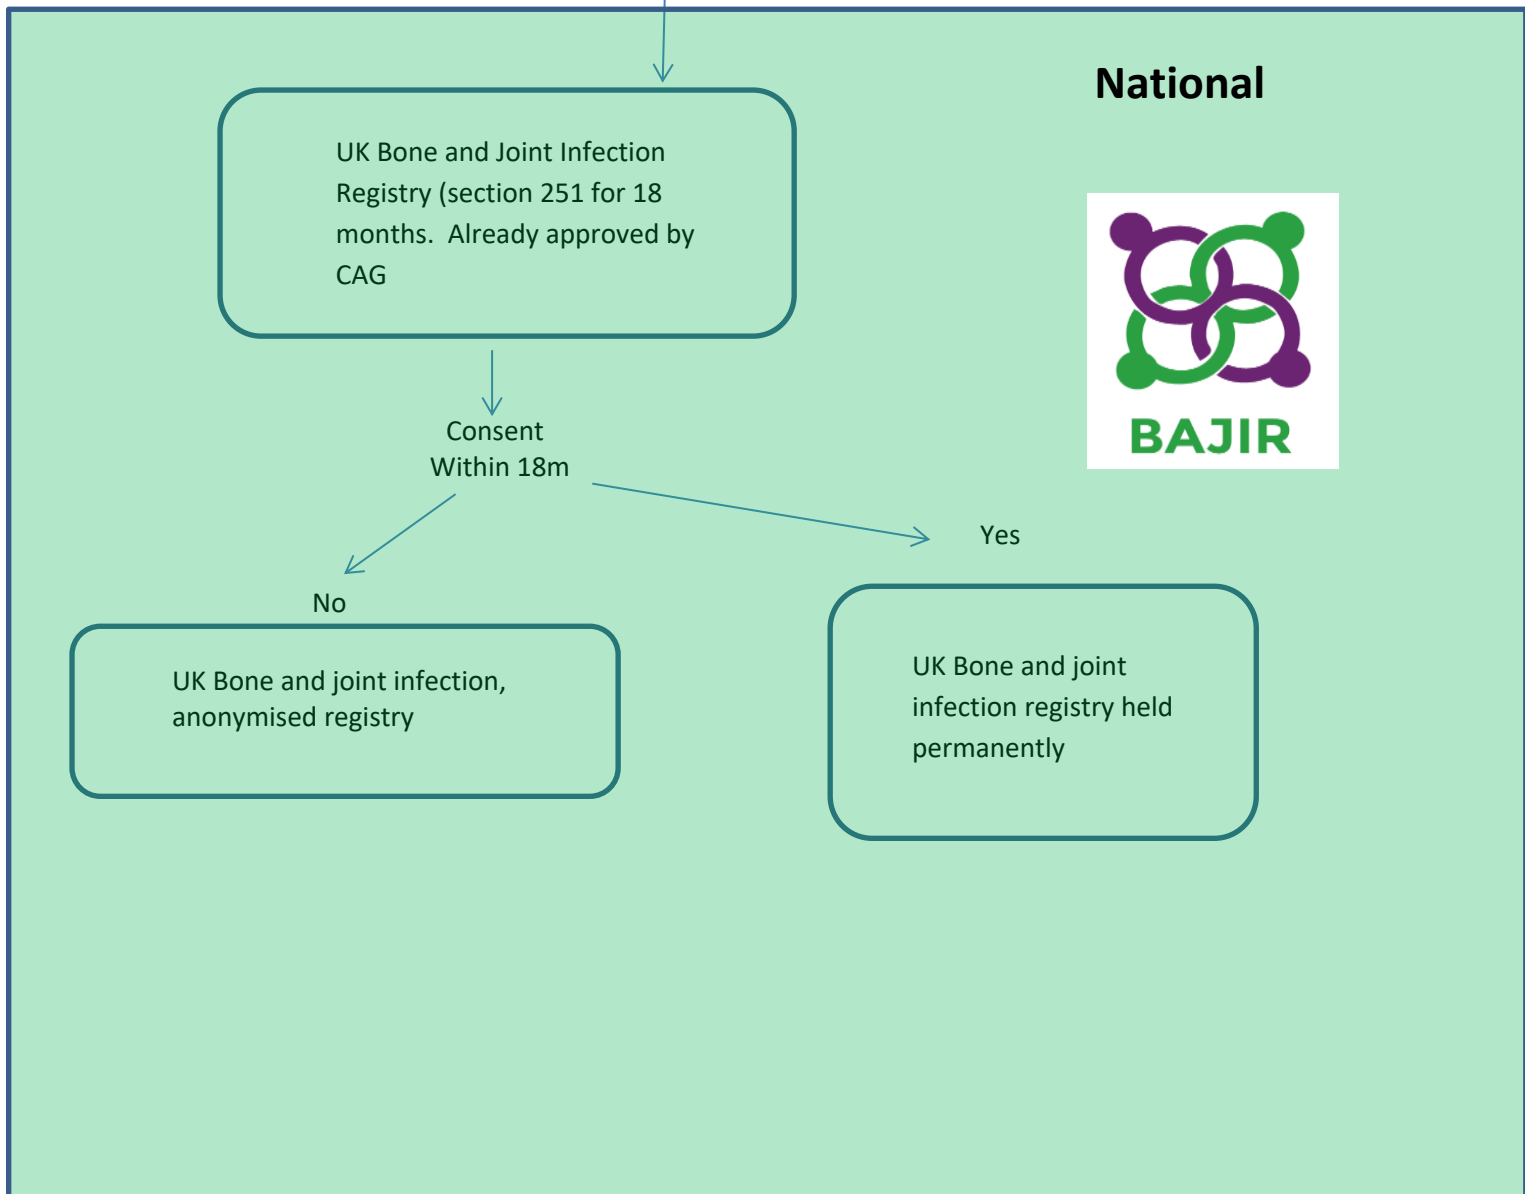 National
UK Bone and Joint Infection
Registry (section 251 for 18
months.  Already approved by
CAG
BAJIR
Consent
Within 18m
Yes
No
UK Bone and joint infection,
anonymised registry
UK Bone and joint
infection registry held
permanently